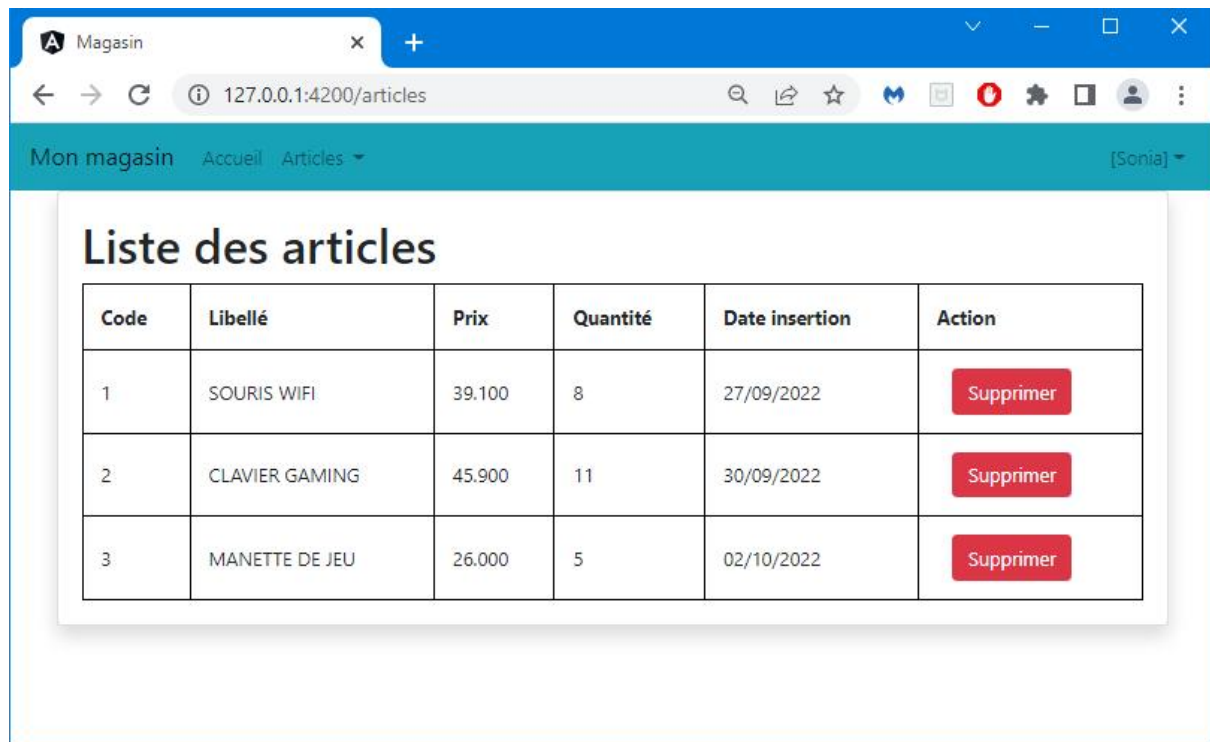 Magasin
127.0.0.1:4200/articles
Mon magasin Accueil Articles [Sonia]
Liste des articles
Code Libellé Prix Quantité Date insertion Action
1 SOURIS WIFI 39.100 8 27/09/2022 Supprimer
2 CLAVIER GAMING 45.900 11 30/09/2022 Supprimer
3 MANETTE DE JEU 26.000 5 02/10/2022 Supprimer